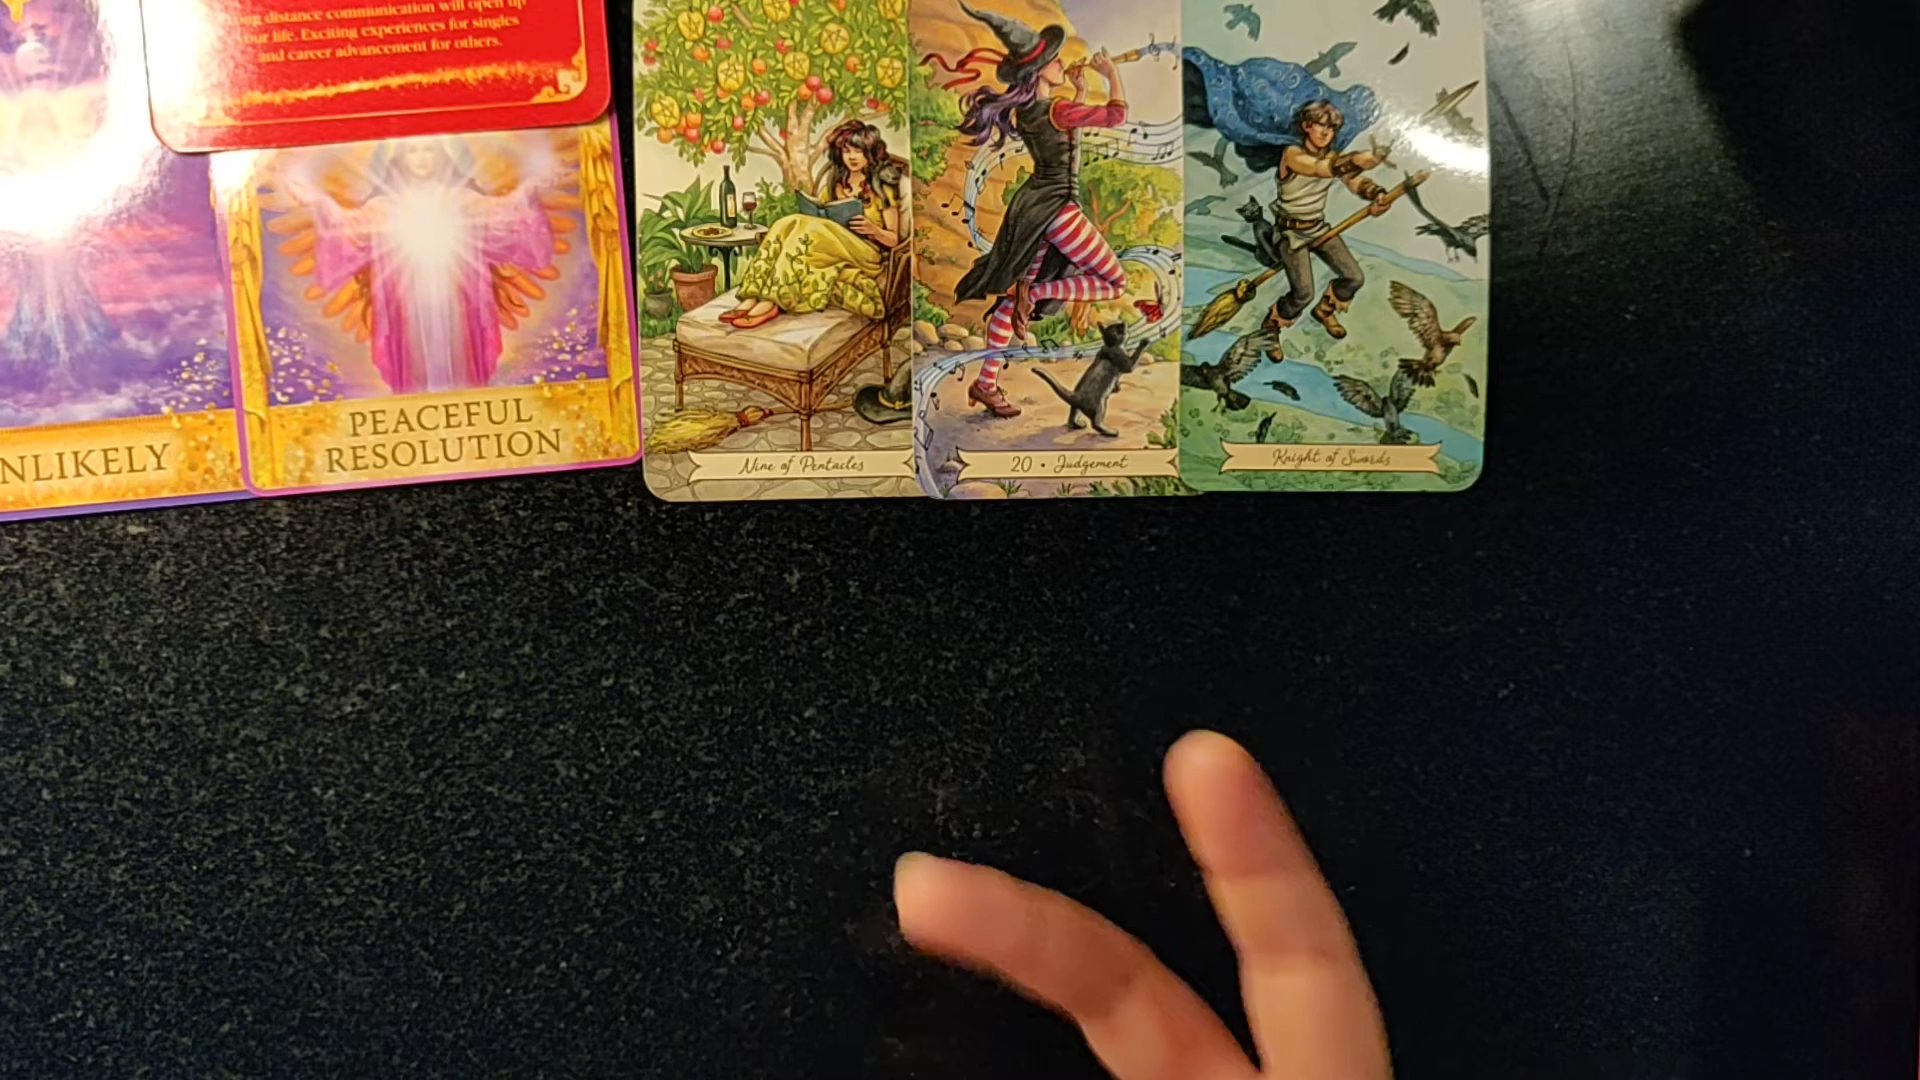 long distance communication will open up
your life. Exciting experiences for singles
and career advancement for others.
NLIKELY
PEACEFUL
RESOLUTION
Nine of Pentacles
20 • Judgement
Knight of Swords